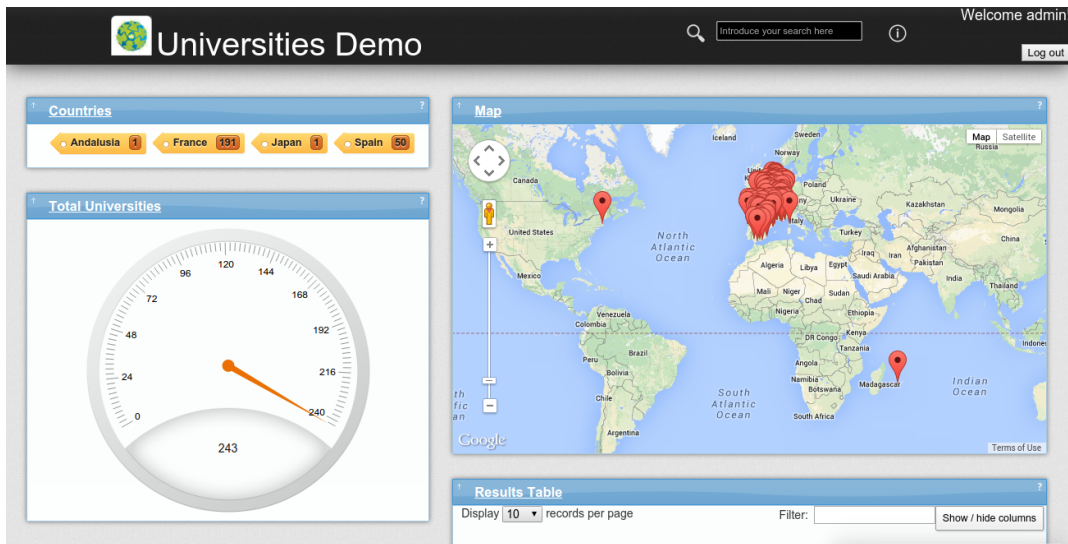 Welcome admin
Universities Demo
Introduce your search here
i
Log out
↑ Countries ?
Andalusia 1 France 191 Japan 1 Spain 50
↑ Total Universities ?
0
24
48
72
96
120
144
168
192
216
240
243
↑ Map ?
Map Satellite
Iceland
Sweden
Norway
Russia
Canada
Poland
Ukraine
Kazakhstan
Mongolia
United States
Italy
North
Atlantic
Ocean
Turkey
China
Afghanistan
Iraq
Iran
Pakistan
Algeria
Libya
Egypt
Saudi Arabia
India
Thailand
Mexico
Mali
Niger
Chad
Sudan
Nigeria
Ethiopia
Venezuela
Colombia
DR Congo
Kenya
Tanzania
Indone
Peru
Brazil
Bolivia
Angola
Namibia
Botswana
Madagascar
Chile
South
Atlantic
Ocean
Indian
Ocean
South Africa
Argentina
Google
Terms of Use
↑ Results Table ?
Display 10 records per page
Filter:
Show / hide columns